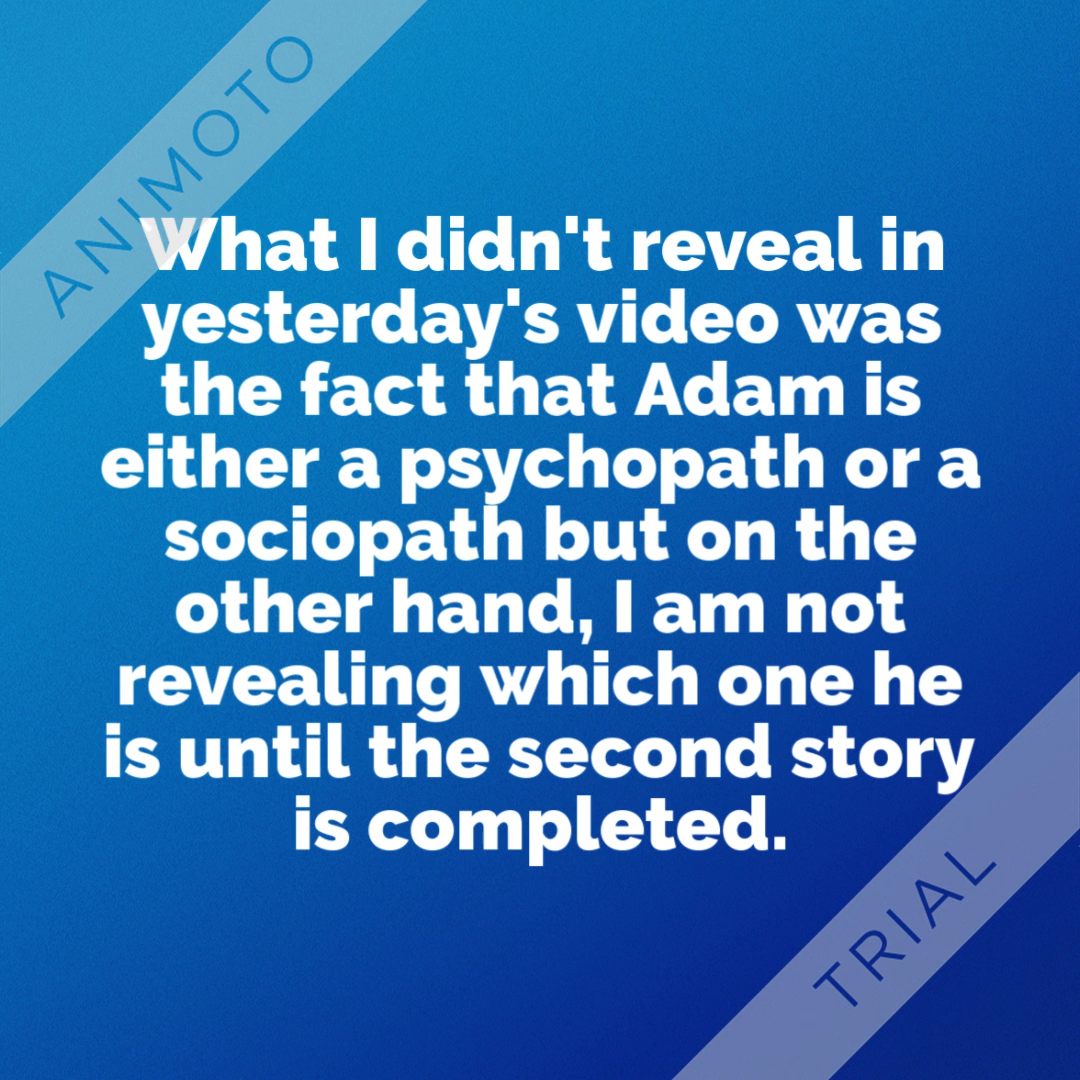 ANIMOTO
What I didn't reveal in
yesterday's video was
the fact that Adam is
either a psychopath or a
sociopath but on the
other hand, I am not
revealing which one he
is until the second story
is completed.
TRIAL